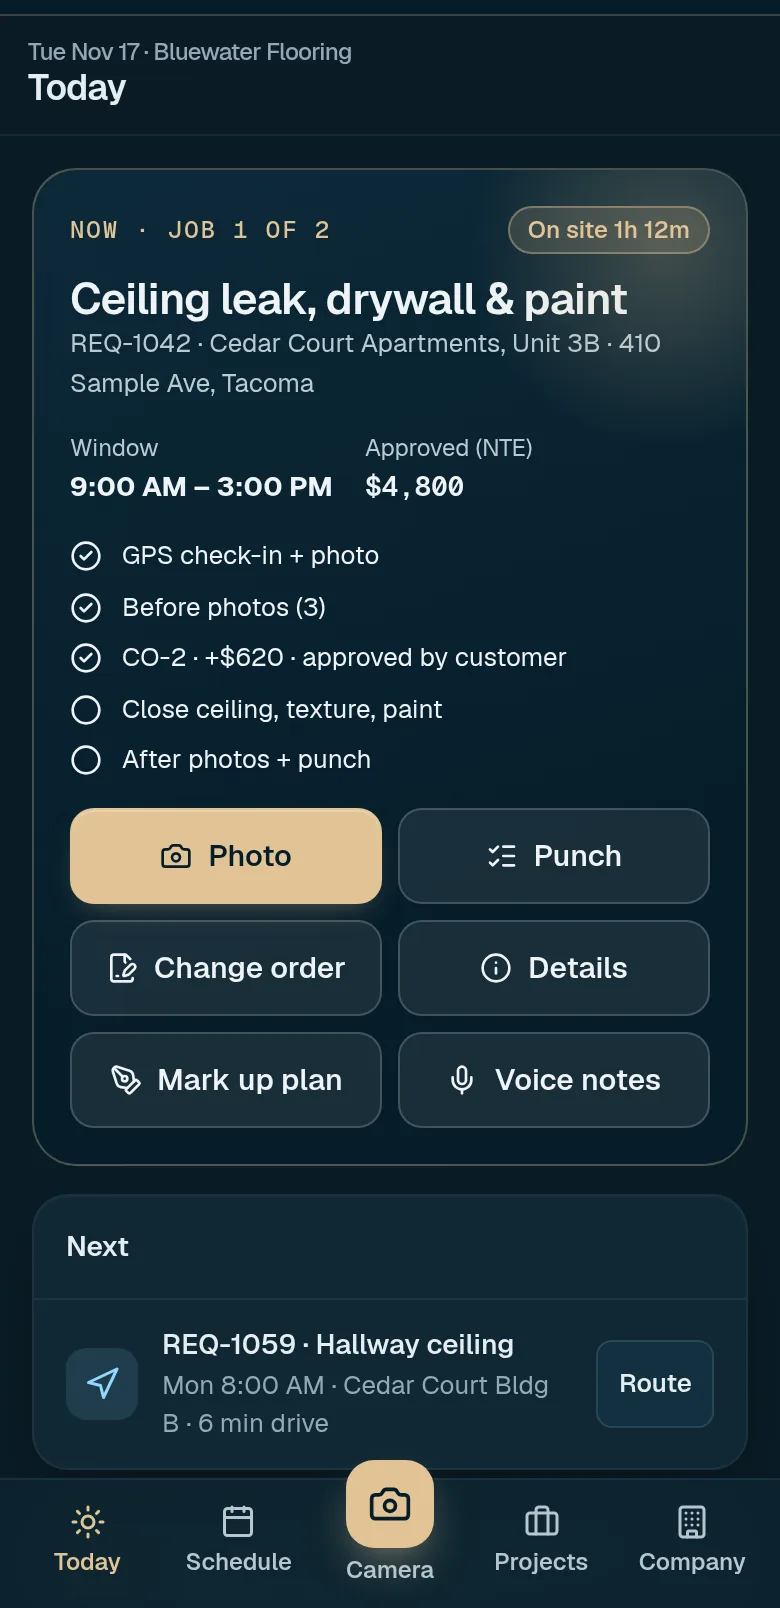 Tue Nov 17 · Bluewater Flooring
Today
NOW · JOB 1 OF 2
On site 1h 12m
Ceiling leak, drywall & paint
REQ-1042 · Cedar Court Apartments, Unit 3B · 410
Sample Ave, Tacoma
Window
Approved (NTE)
9:00 AM – 3:00 PM
$4,800
GPS check-in + photo
Before photos (3)
CO-2 · +$620 · approved by customer
Close ceiling, texture, paint
After photos + punch
Photo
Punch
Change order
Details
Mark up plan
Voice notes
Next
REQ-1059 · Hallway ceiling
Mon 8:00 AM · Cedar Court Bldg
B · 6 min drive
Route
Today
Schedule
Camera
Projects
Company